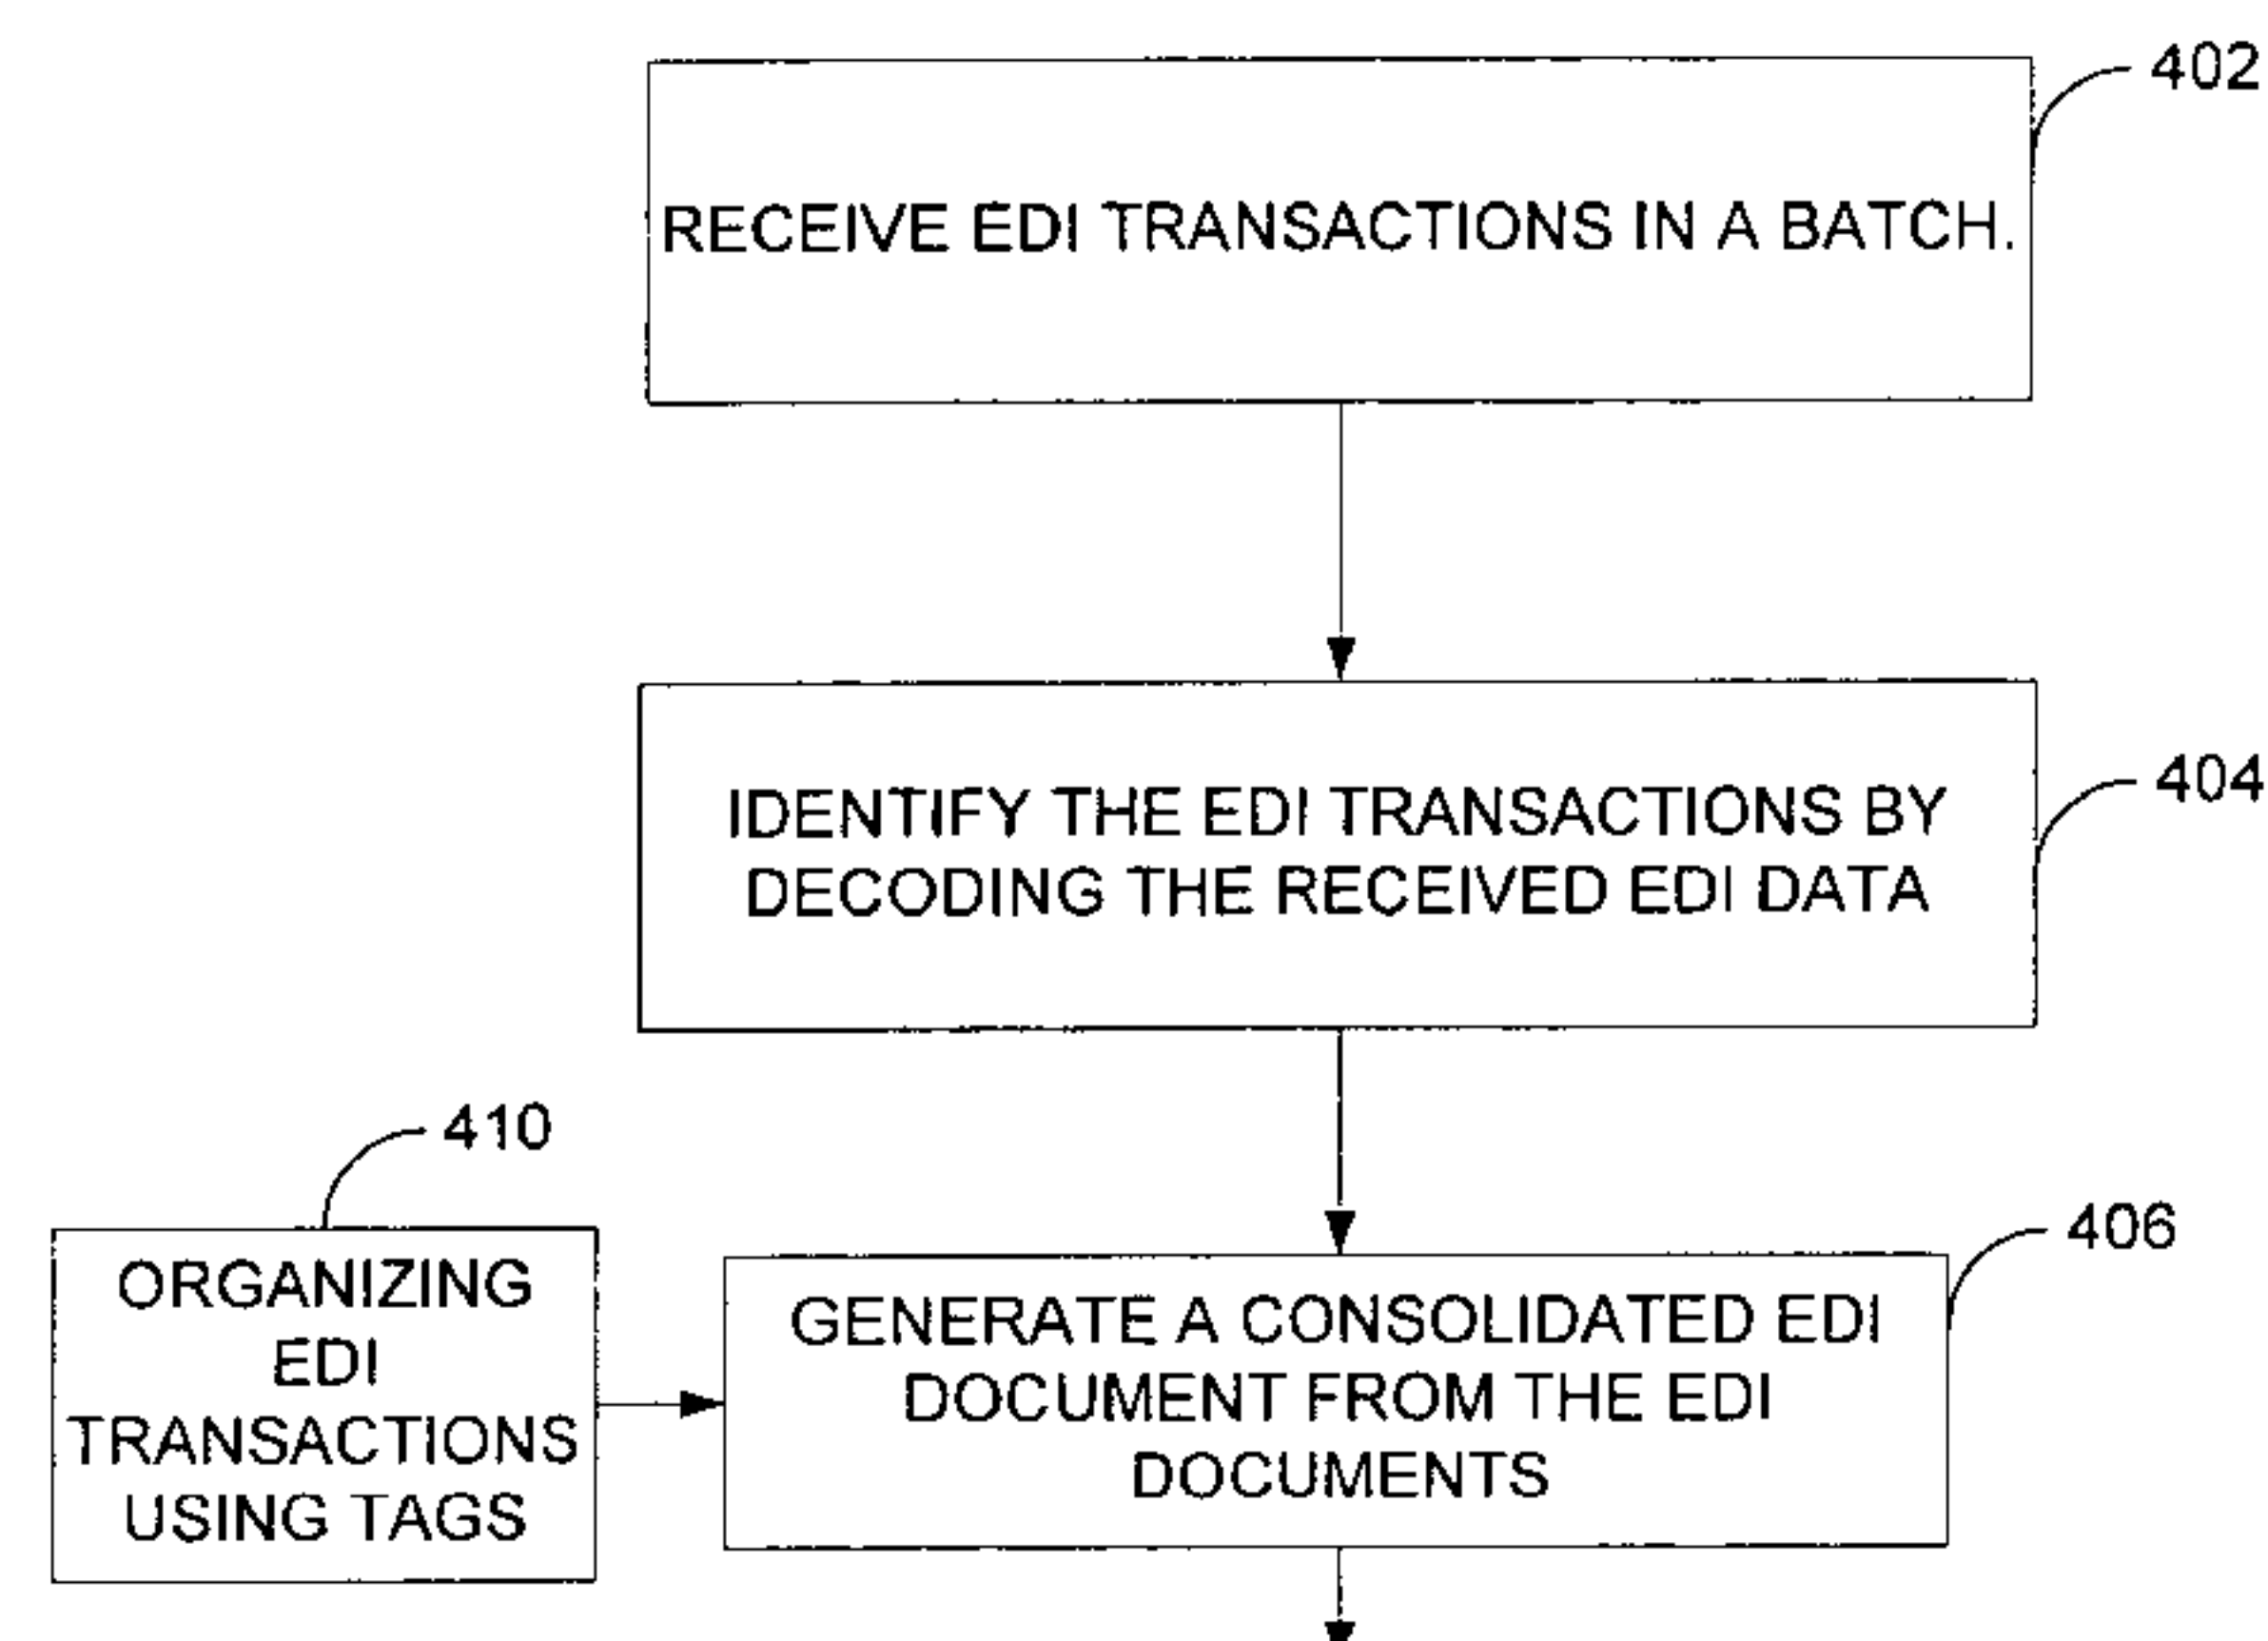 402
RECEIVE EDI TRANSACTIONS IN A BATCH.
404
IDENTIFY THE EDI TRANSACTIONS BY
DECODING THE RECEIVED EDI DATA
410
ORGANIZING
EDI
TRANSACTIONS
USING TAGS
406
GENERATE A CONSOLIDATED EDI
DOCUMENT FROM THE EDI
DOCUMENTS